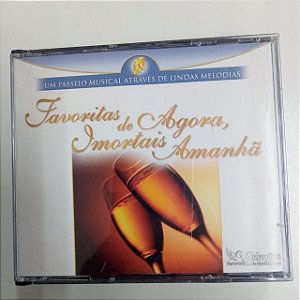 UM PASSEIO MUSICAL ATRAVÉS DE LINDAS MELODIAS
Favoritas de Agora,
Imortais Amanhã
Seleções